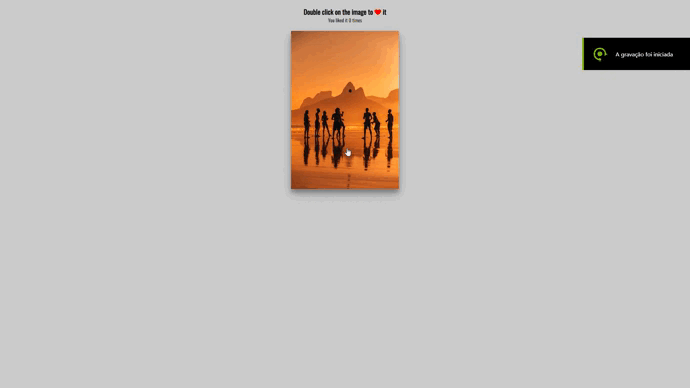 Double click on the image to ❤ it
You liked it 0 times
A gravação foi iniciada